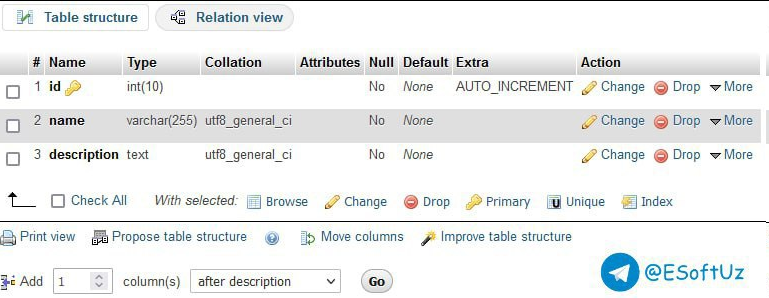 Table structure Relation view
# Name Type Collation Attributes Null Default Extra Action
1 id int(10) No None AUTO_INCREMENT Change Drop More
2 name varchar(255) utf8_general_ci No None Change Drop More
3 description text utf8_general_ci No None Change Drop More
Check All With selected: Browse Change Drop Primary Unique Index
Print view Propose table structure Move columns Improve table structure
Add 1 column(s) after description Go
@ESoftUz